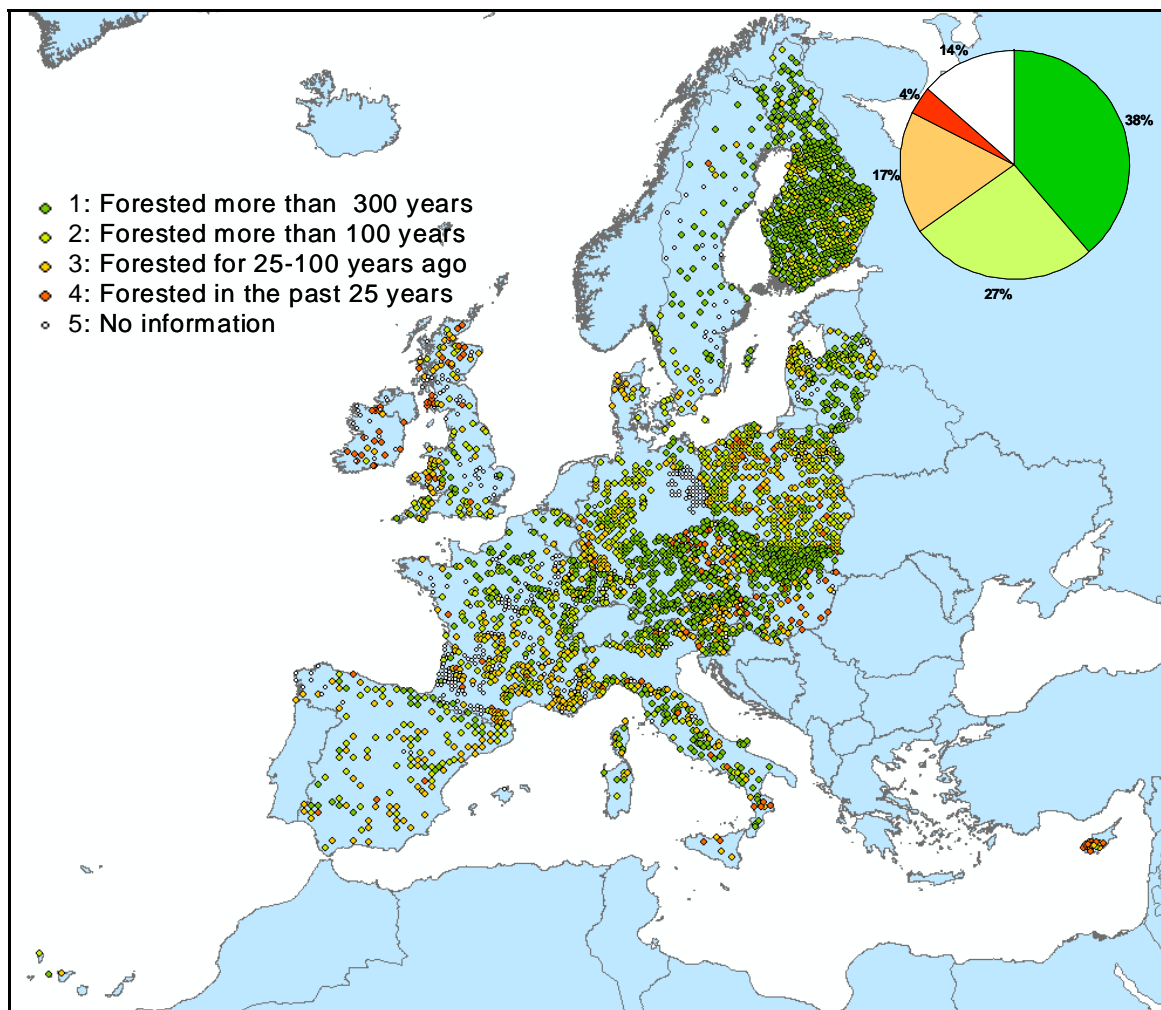 14%
4%
38%
17%
27%
1: Forested more than  300 years
2: Forested more than 100 years
3: Forested for 25-100 years ago
4: Forested in the past 25 years
5: No information